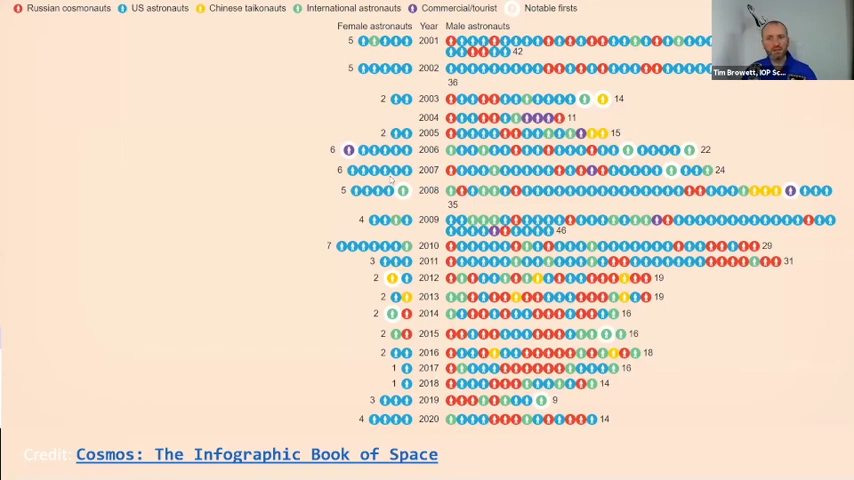 Russian cosmonauts US astronauts Chinese taikonauts International astronauts Commercial/tourist Notable firsts
Female astronauts Year Male astronauts
5 2001
42
5 2002
36
2 2003 14
2004 11
2 2005 15
6 2006 22
6 2007 24
5 2008
35
4 2009
46
7 2010 29
3 2011 31
2 2012 19
2 2013 19
2 2014 16
2 2015 16
2 2016 18
1 2017 16
1 2018 14
3 2019 9
4 2020 14
Tim Browett, IOP Sc...
Credit: Cosmos: The Infographic Book of Space